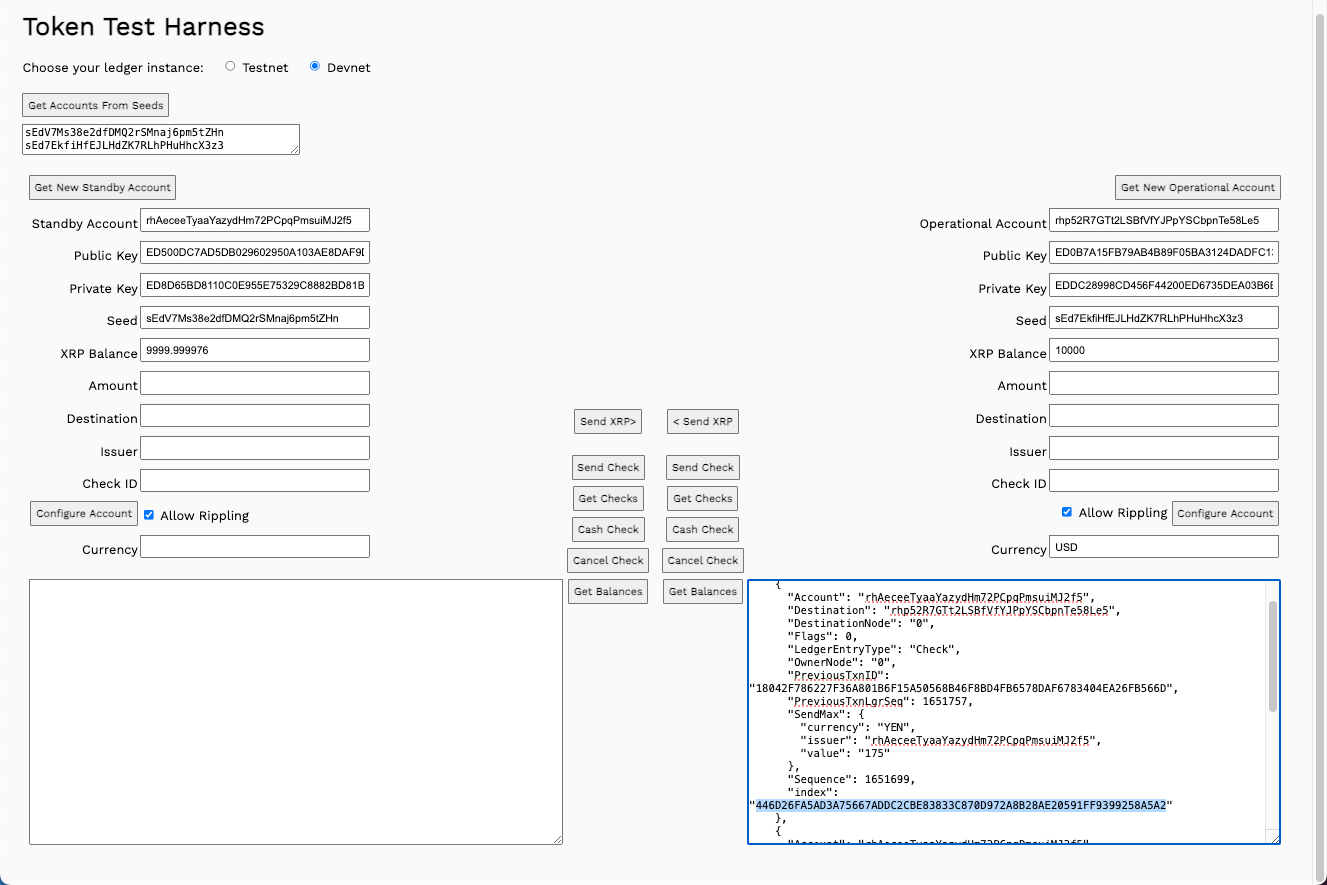 Token Test Harness
Choose your ledger instance: Testnet Devnet
Get Accounts From Seeds
sEdV7Ms38e2dfDMQ2rSMnaj6pm5tZHn
sEd7EkfiHfEJLHdZK7RLhPHuHhcX3z3
Get New Standby Account
Standby Account rhAeceeTyaaYazydHm72PCpqPmsuiMJ2f5
Public Key ED500DC7AD5DB029602950A103AE8DAF9
Private Key ED8D65BD8110C0E955E75329C8882BD81B
Seed sEdV7Ms38e2dfDMQ2rSMnaj6pm5tZHn
XRP Balance 9999.999976
Amount
Destination
Issuer
Check ID
Configure Account Allow Rippling
Currency
Send XRP> < Send XRP
Send Check Send Check
Get Checks Get Checks
Cash Check Cash Check
Cancel Check Cancel Check
Get Balances Get Balances
Get New Operational Account
Operational Account rhp52R7GTt2LSBfVfYJPpYSCbpnTe58Le5
Public Key ED0B7A15FB79AB4B89F05BA3124DADFC1
Private Key EDDC28998CD456F44200ED6735DEA03B6
Seed sEd7EkfiHfEJLHdZK7RLhPHuHhcX3z3
XRP Balance 10000
Amount
Destination
Issuer
Check ID
Allow Rippling Configure Account
Currency USD
{
"Account": "rhAeceeTyaaYazydHm72PCpqPmsuiMJ2f5",
"Destination": "rhp52R7GTt2LSBfVfYJPpYSCbpnTe58Le5",
"DestinationNode": "0",
"Flags": 0,
"LedgerEntryType": "Check",
"OwnerNode": "0",
"PreviousTxnID":
"18042F786227F36A801B6F15A50568B46F8BD4FB6578DAF6783404EA26FB566D",
"PreviousTxnLgrSeq": 1651757,
"SendMax": {
"currency": "YEN",
"issuer": "rhAeceeTyaaYazydHm72PCpqPmsuiMJ2f5",
"value": "175"
},
"Sequence": 1651699,
"index":
"446D26FA5AD3A75667ADDC2CBE83833C870D972A8B28AE20591FF9399258A5A2"
},
{
"Account": "rhAeceeTyaaYazydHm72PCpqPmsuiMJ2f5"